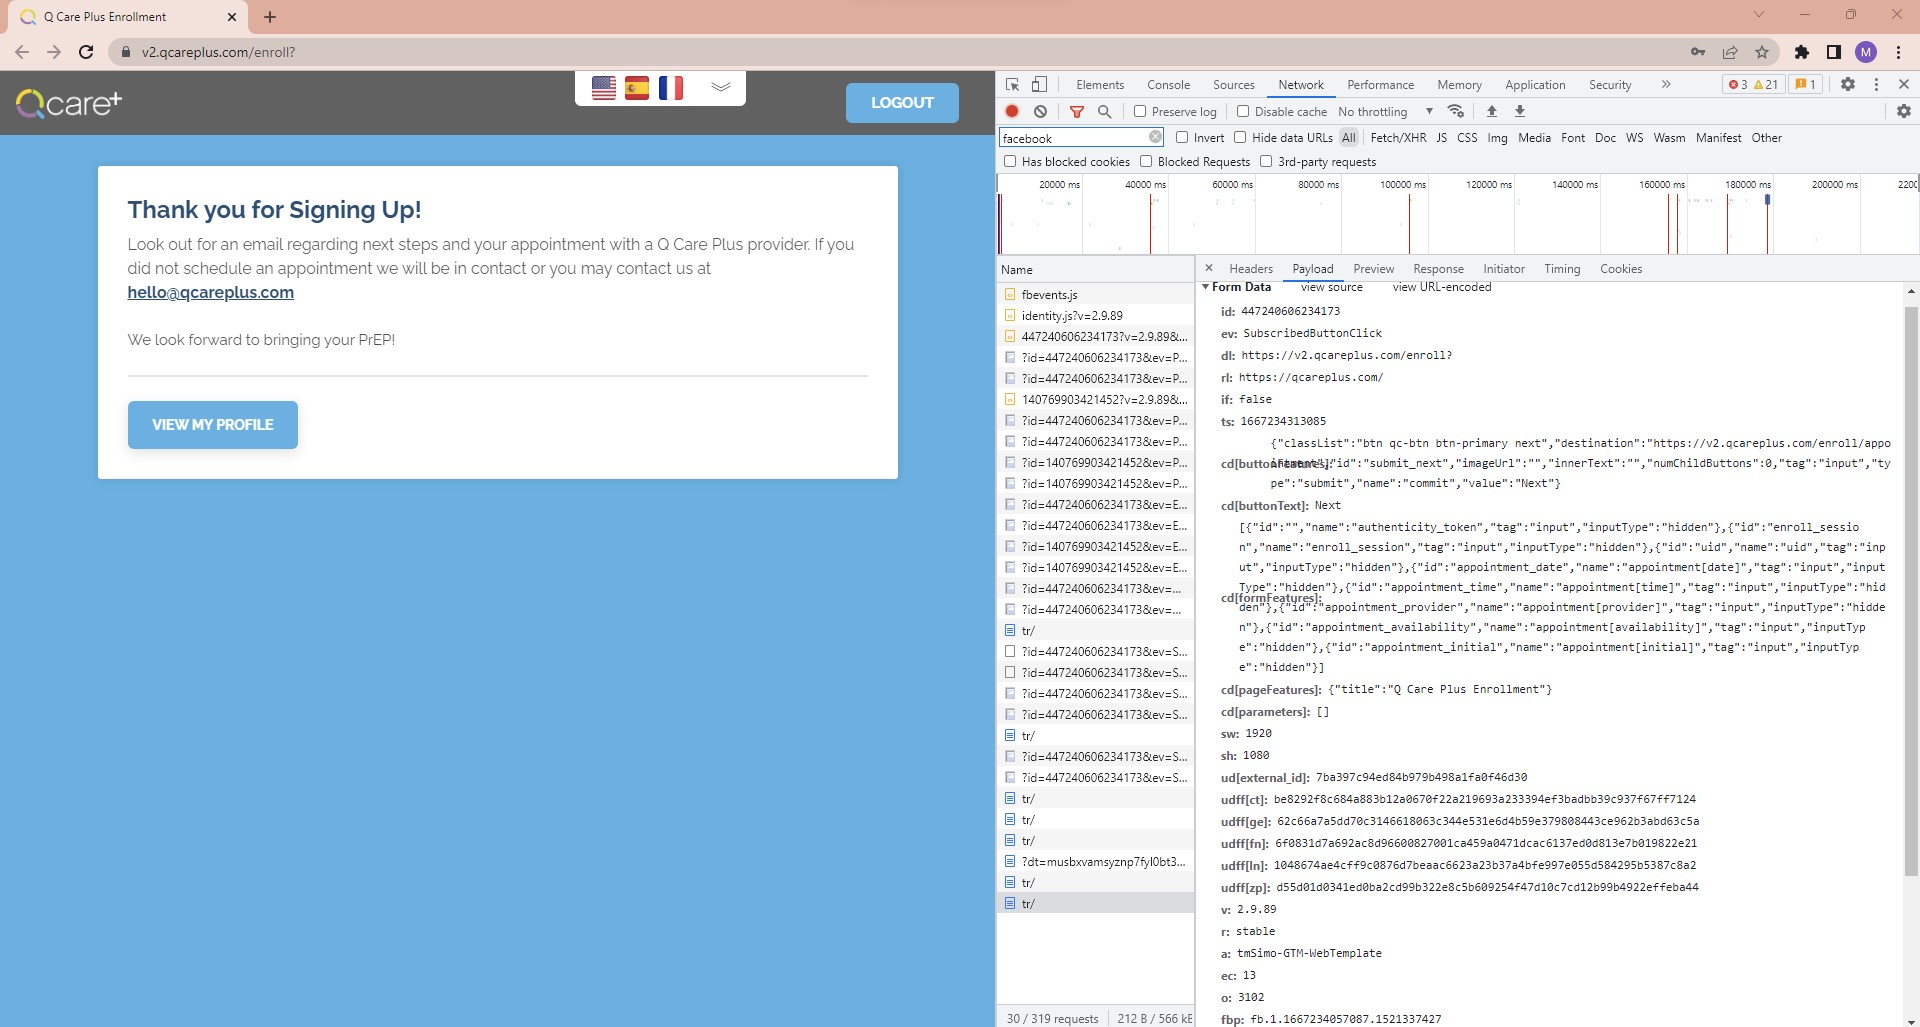 Q Care Plus Enrollment
v2.qcareplus.com/enroll?
M
Qcare+
LOGOUT
Thank you for Signing Up!
Look out for an email regarding next steps and your appointment with a Q Care Plus provider. If you
did not schedule an appointment we will be in contact or you may contact us at
hello@qcareplus.com
We look forward to bringing your PrEP!
VIEW MY PROFILE
Elements Console Sources Network Performance Memory Application Security 3 21 1
Preserve log Disable cache No throttling
facebook Invert Hide data URLs All Fetch/XHR JS CSS Img Media Font Doc WS Wasm Manifest Other
Has blocked cookies Blocked Requests 3rd-party requests
20000 ms 40000 ms 60000 ms 80000 ms 100000 ms 120000 ms 140000 ms 160000 ms 180000 ms 200000 ms 2200
Name
fbevents.js
identity.js?v=2.9.89
447240606234173?v=2.9.89&...
?id=447240606234173&ev=P...
?id=447240606234173&ev=P...
140769903421452?v=2.9.89&...
?id=447240606234173&ev=P...
?id=447240606234173&ev=P...
?id=140769903421452&ev=P...
?id=140769903421452&ev=P...
?id=447240606234173&ev=E...
?id=447240606234173&ev=E...
?id=140769903421452&ev=E...
?id=140769903421452&ev=E...
?id=447240606234173&ev=...
?id=447240606234173&ev=...
tr/
?id=447240606234173&ev=S...
?id=447240606234173&ev=S...
?id=447240606234173&ev=S...
?id=447240606234173&ev=S...
tr/
?id=447240606234173&ev=S...
?id=447240606234173&ev=S...
tr/
tr/
tr/
?dt=musbxvamsyznp7fyl0bt3...
tr/
tr/
30 / 319 requests 212 B / 566 kE
Headers Payload Preview Response Initiator Timing Cookies
Form Data view source view URL-encoded
id: 447240606234173
ev: SubscribedButtonClick
dl: https://v2.qcareplus.com/enroll?
rl: https://qcareplus.com/
if: false
ts: 1667234313085
{"classList":"btn qc-btn btn-primary next","destination":"https://v2.qcareplus.com/enroll/appo
cd[buttonFeatures]: intment","id":"submit_next","imageUrl":"","innerText":"","numChildButtons":0,"tag":"input","ty
pe":"submit","name":"commit","value":"Next"}
cd[buttonText]: Next
[{"id":"","name":"authenticity_token","tag":"input","inputType":"hidden"},{"id":"enroll_sessio
n","name":"enroll_session","tag":"input","inputType":"hidden"},{"id":"uid","name":"uid","tag":"inp
ut","inputType":"hidden"},{"id":"appointment_date","name":"appointment[date]","tag":"input","input
Type":"hidden"},{"id":"appointment_time","name":"appointment[time]","tag":"input","inputType":"hid
cd[formFeatures]:
den"},{"id":"appointment_provider","name":"appointment[provider]","tag":"input","inputType":"hidde
n"},{"id":"appointment_availability","name":"appointment[availability]","tag":"input","inputTyp
e":"hidden"},{"id":"appointment_initial","name":"appointment[initial]","tag":"input","inputTyp
e":"hidden"}]
cd[pageFeatures]: {"title":"Q Care Plus Enrollment"}
cd[parameters]: []
sw: 1920
sh: 1080
ud[external_id]: 7ba397c94ed84b979b498a1fa0f46d30
udff[ct]: be8292f8c684a883b12a0670f22a219693a233394ef3badbb39c937f67ff7124
udff[ge]: 62c66a7a5dd70c3146618063c344e531e6d4b59e379808443ce962b3abd63c5a
udff[fn]: 6f0831d7a692ac8d96600827001ca459a0471dcac6137ed0d813e7b019822e21
udff[ln]: 1048674ae4cff9c0876d7beaac6623a23b37a4bfe997e055d584295b5387c8a2
udff[zp]: d55d01d0341ed0ba2cd99b322e8c5b609254f47d10c7cd12b99b4922effeba44
v: 2.9.89
r: stable
a: tmSimo-GTM-WebTemplate
ec: 13
o: 3102
fbp: fb.1.1667234057087.1521337427